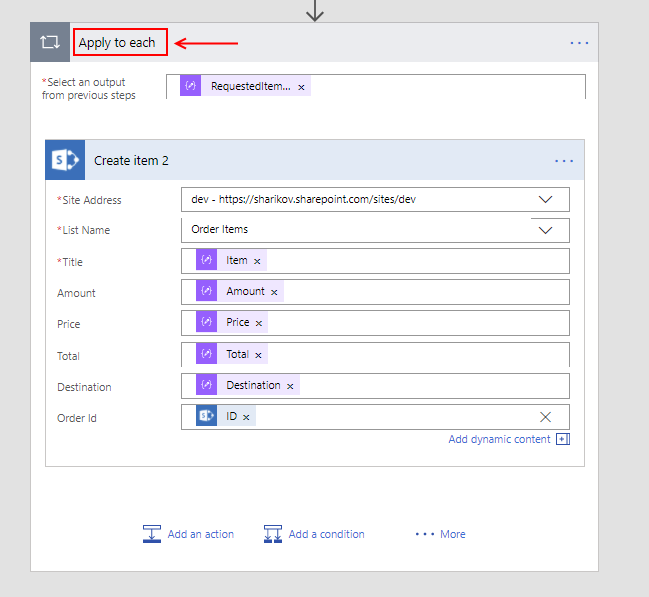 Apply to each
*Select an output
from previous steps
RequestedItem... x
S
Create item 2
*Site Address
dev - https://sharikov.sharepoint.com/sites/dev
*List Name
Order Items
*Title
Item x
Amount
Amount x
Price
Price x
Total
Total x
Destination
Destination x
Order Id
S
ID x
Add dynamic content
Add an action
Add a condition
More